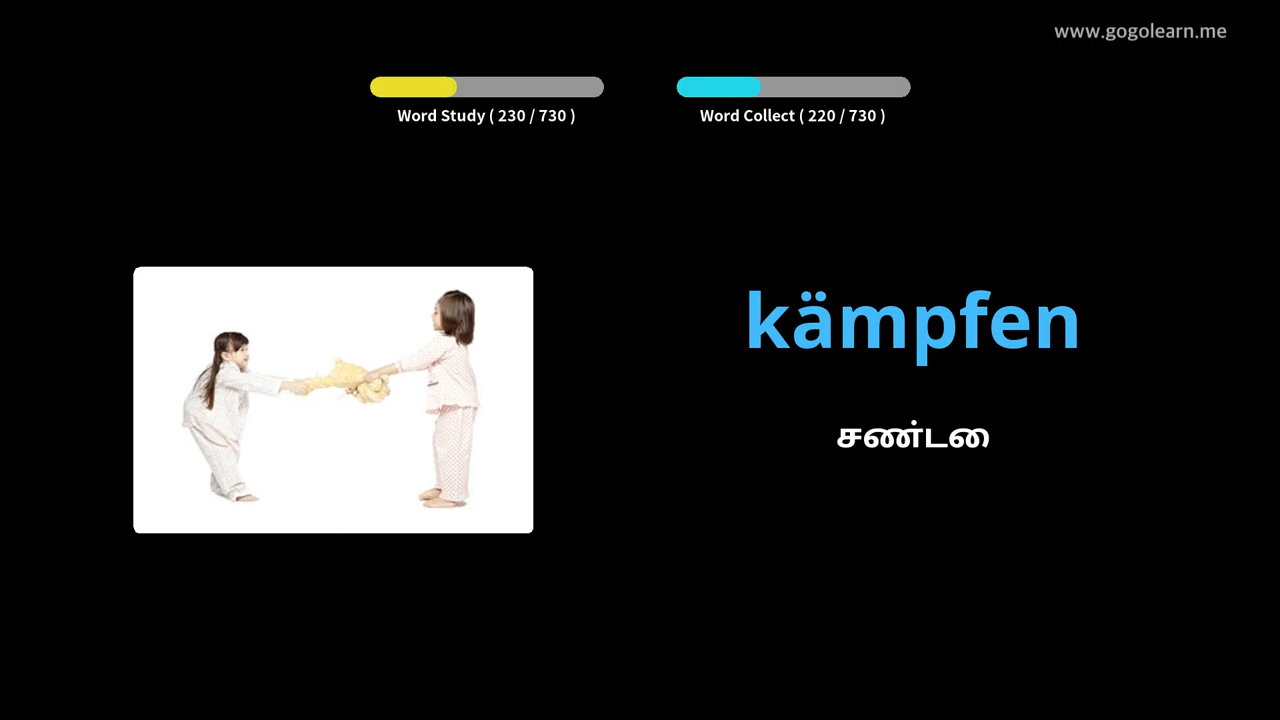 www.gogolearn.me
Word Study ( 230 / 730 )
Word Collect ( 220 / 730 )
kämpfen
சண்டை